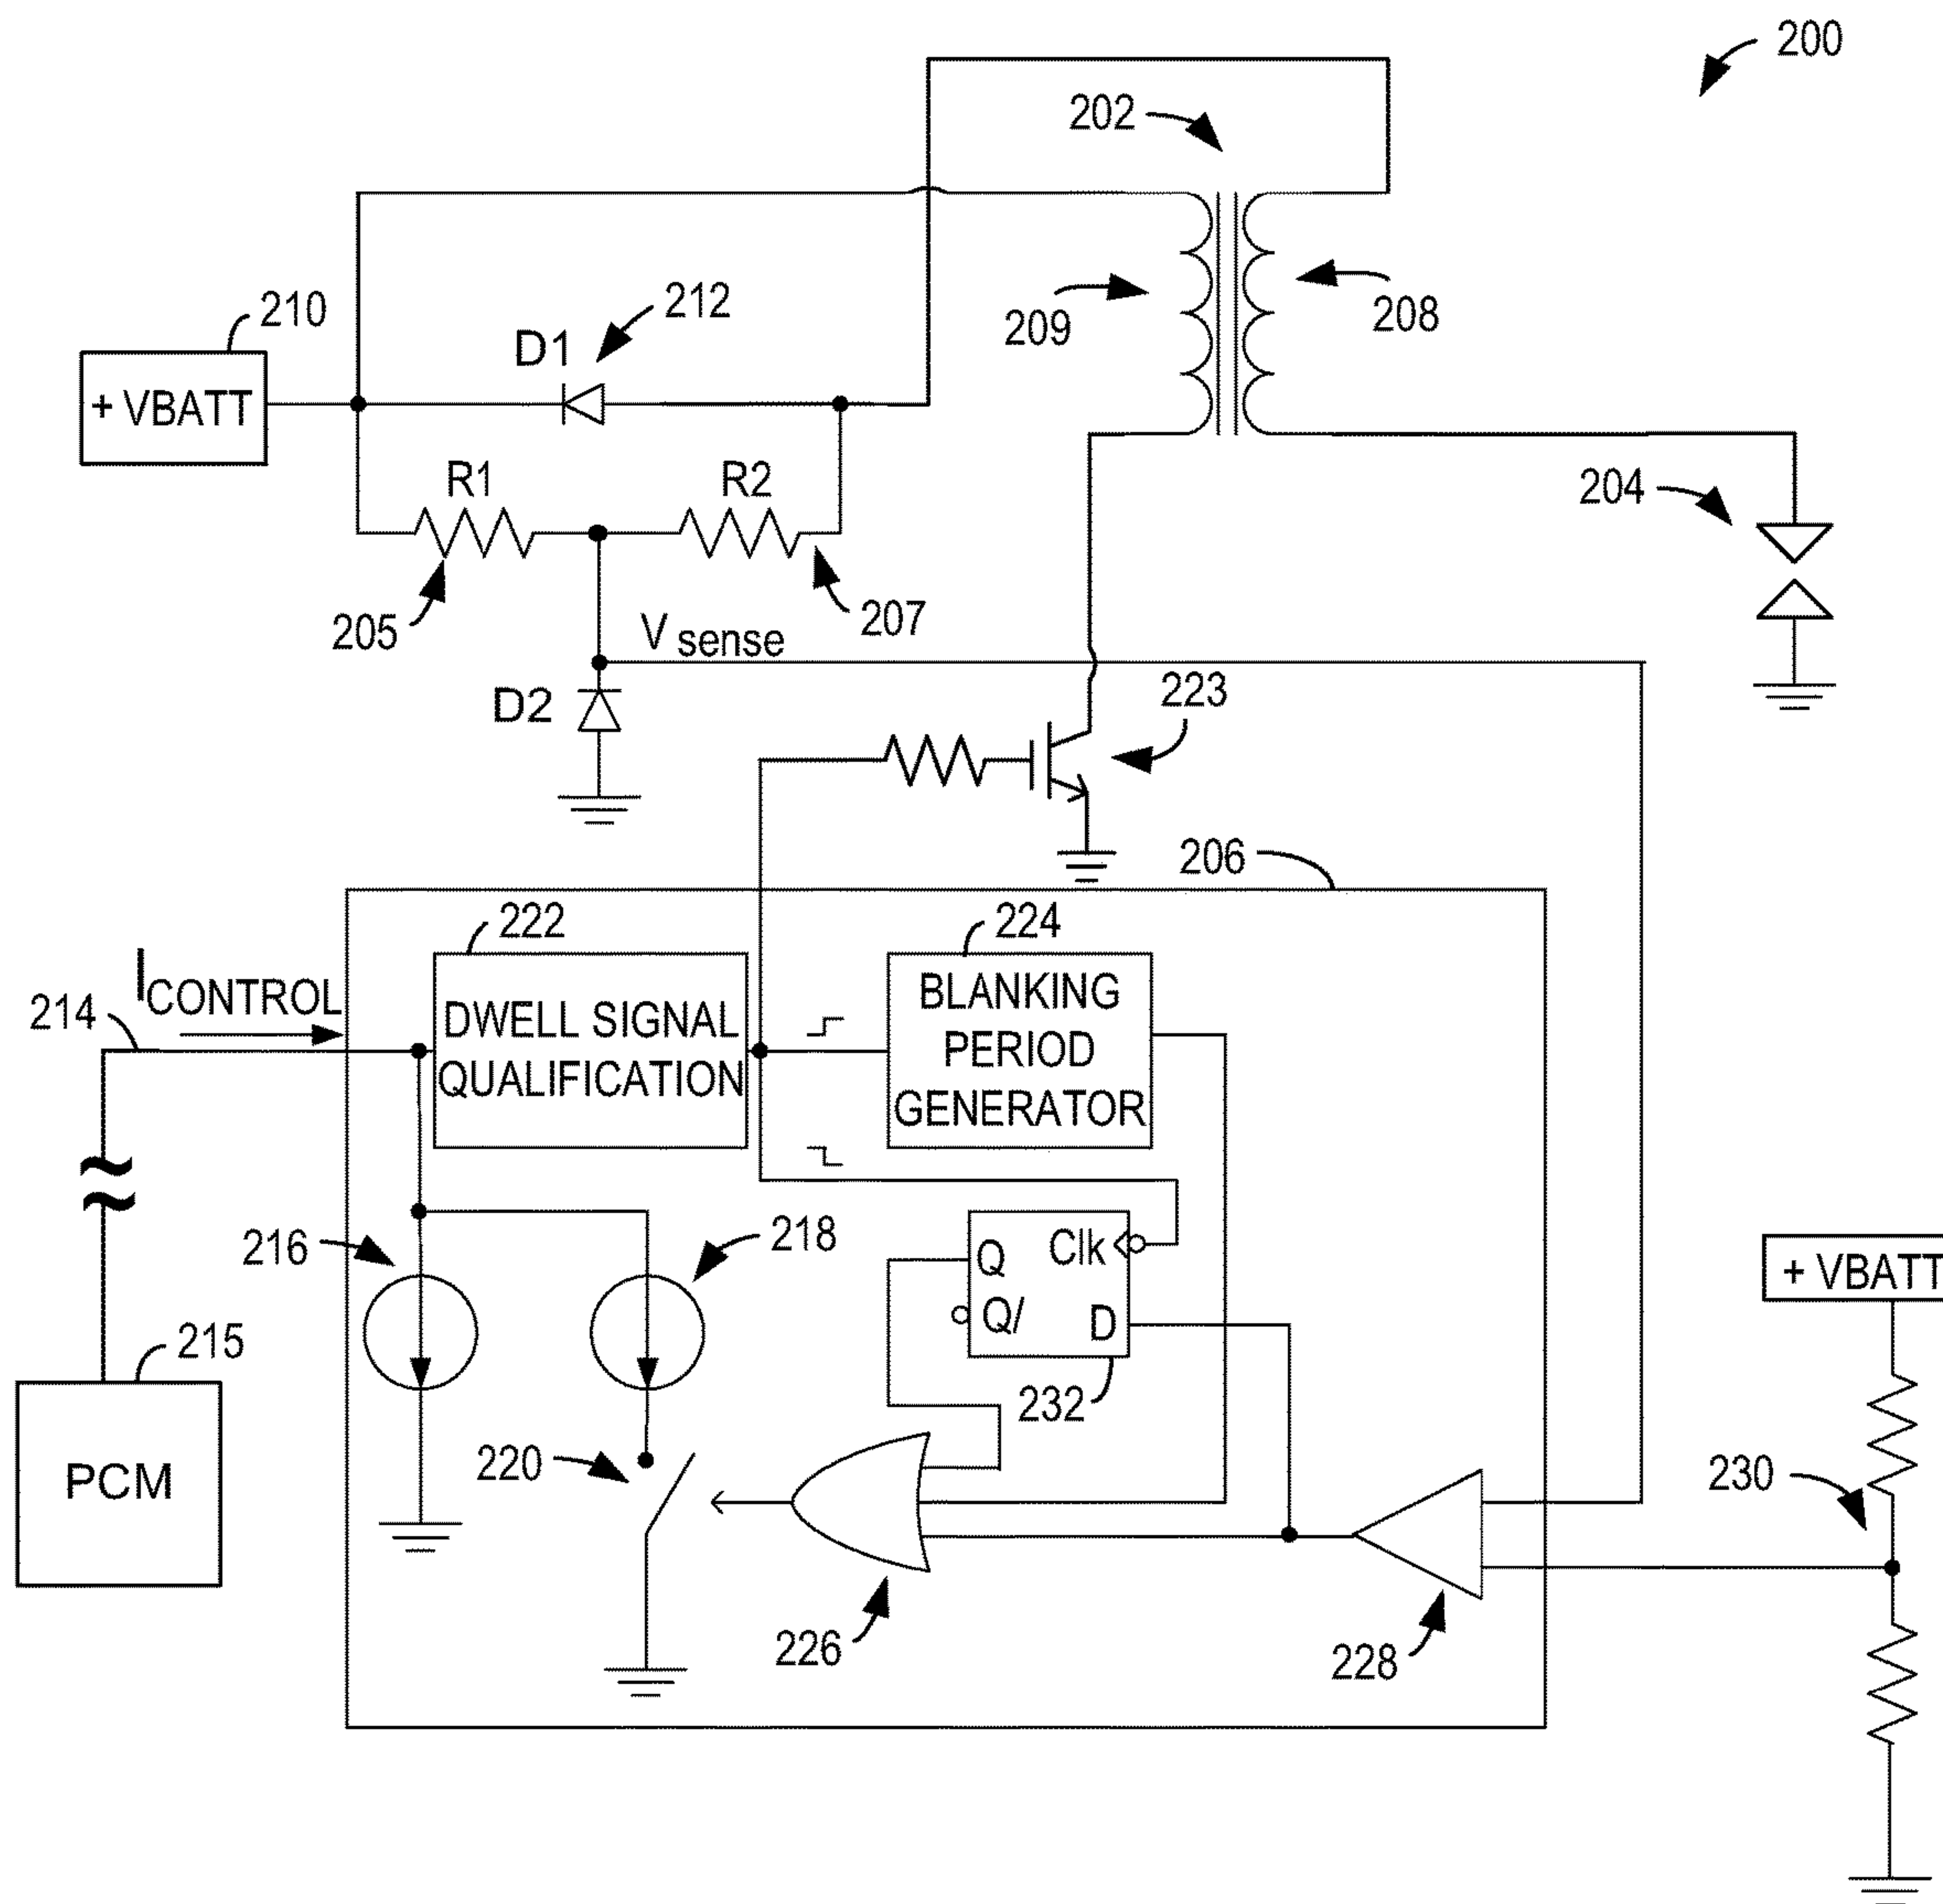 200
202
210
+ VBATT
D1
212
209
208
R1
R2
204
205
207
V sense
D2
223
206
222
224
ICONTROL
214
DWELL SIGNAL
QUALIFICATION
BLANKING
PERIOD
GENERATOR
216
218
Q
Clk
Q/
D
+ VBATT
215
232
PCM
220
230
226
228